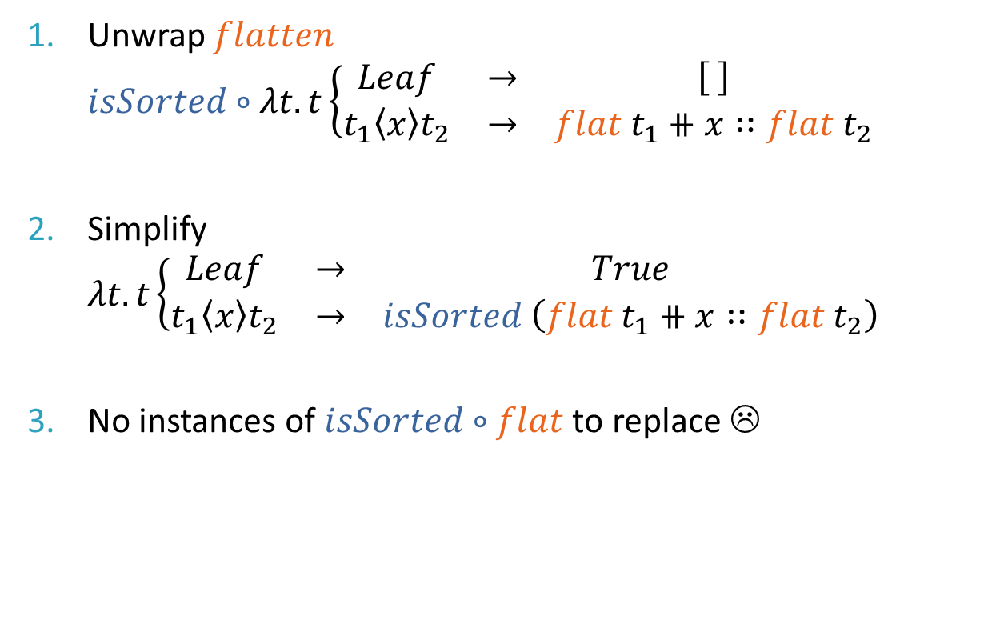 1. Unwrap flatten
isSorted ∘ λt. t { Leaf → [ ]
t₁⟨x⟩t₂ → flat t₁ ⧺ x ∷ flat t₂
2. Simplify
λt. t { Leaf → True
t₁⟨x⟩t₂ → isSorted (flat t₁ ⧺ x ∷ flat t₂)
3. No instances of isSorted ∘ flat to replace ☹